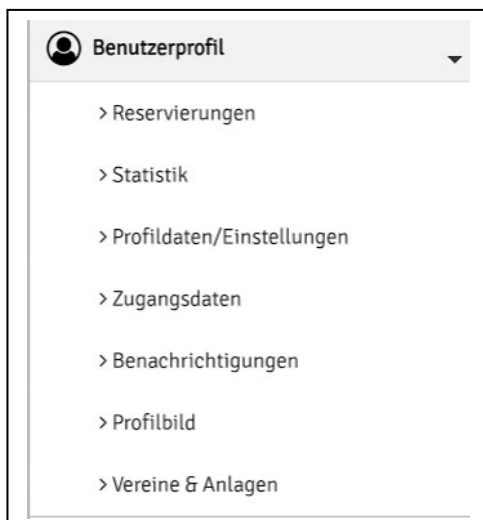 Benutzerprofil
> Reservierungen
> Statistik
> Profildaten/Einstellungen
> Zugangsdaten
> Benachrichtigungen
> Profilbild
> Vereine & Anlagen